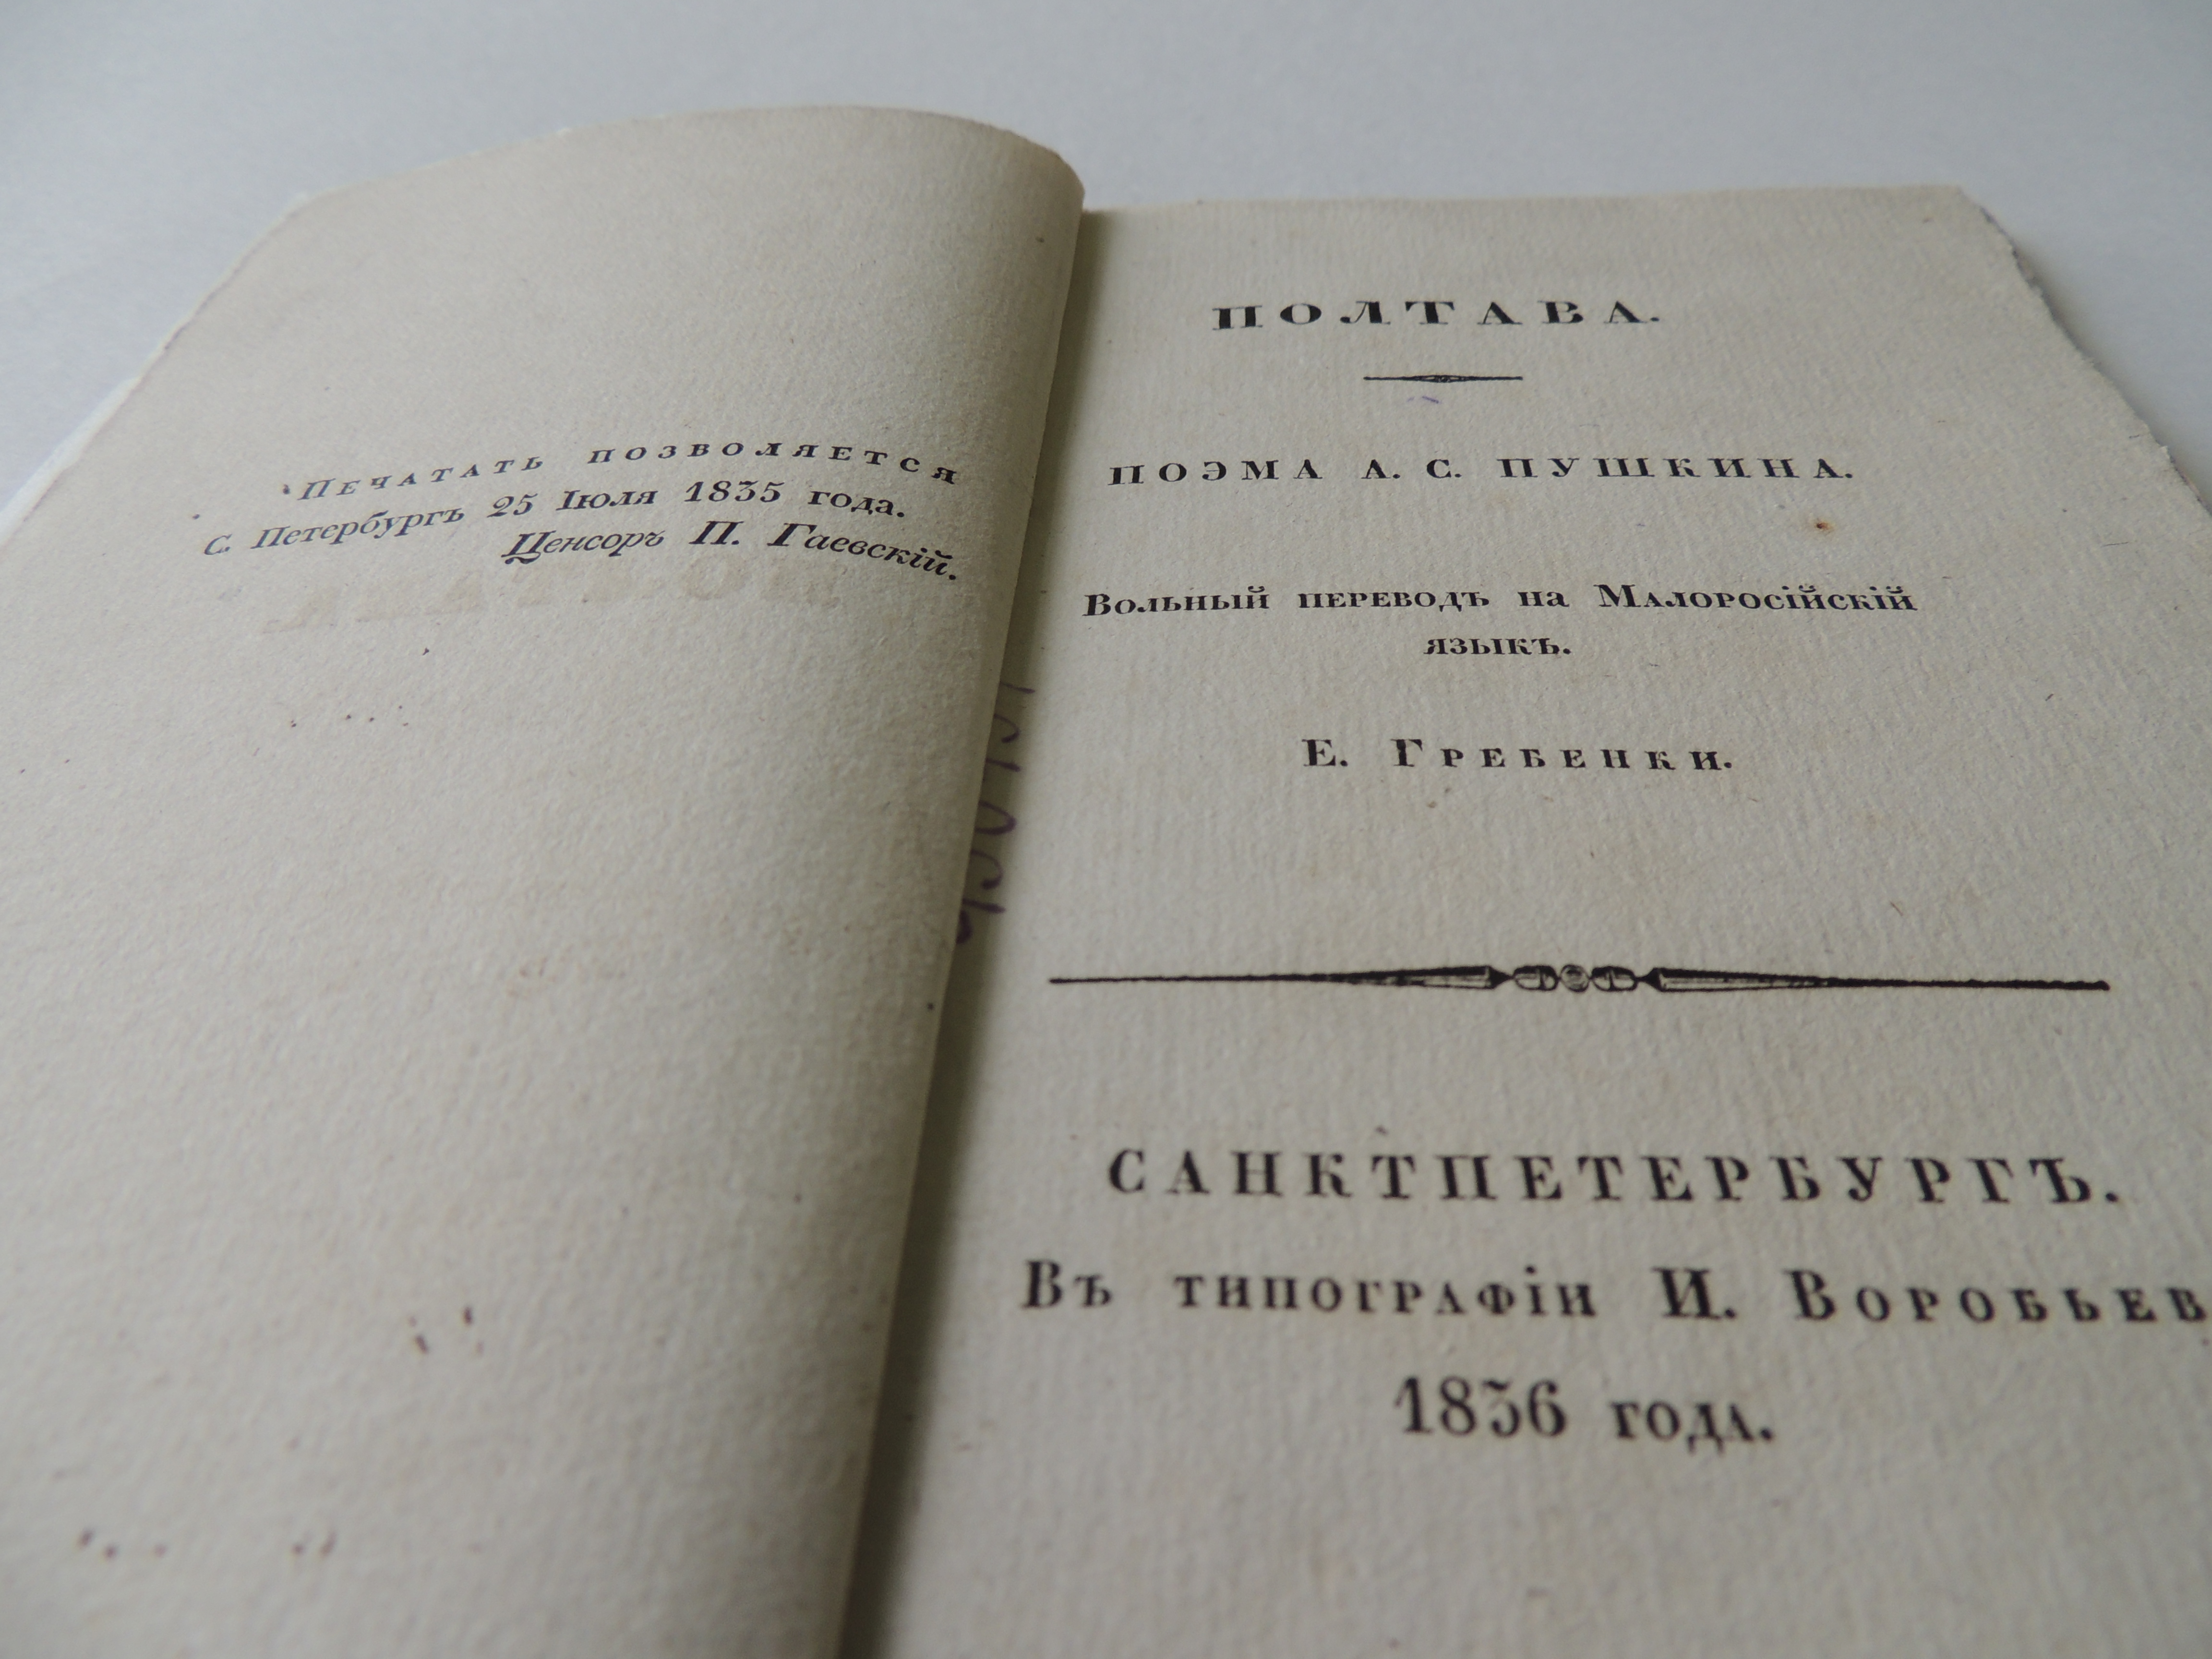 Печатать позволяется
С. Петербургъ 25 Іюля 1835 года.
Ценсоръ П. Гаевскій.
ПОЛТАВА.
ПОЭМА А. С. ПУШКИНА.
Вольный переводъ на Малоросійскій
языкъ.
Е. Гребенки.
САНКТПЕТЕРБУРГЪ.
Въ типографіи И. Воробьев
1836 года.